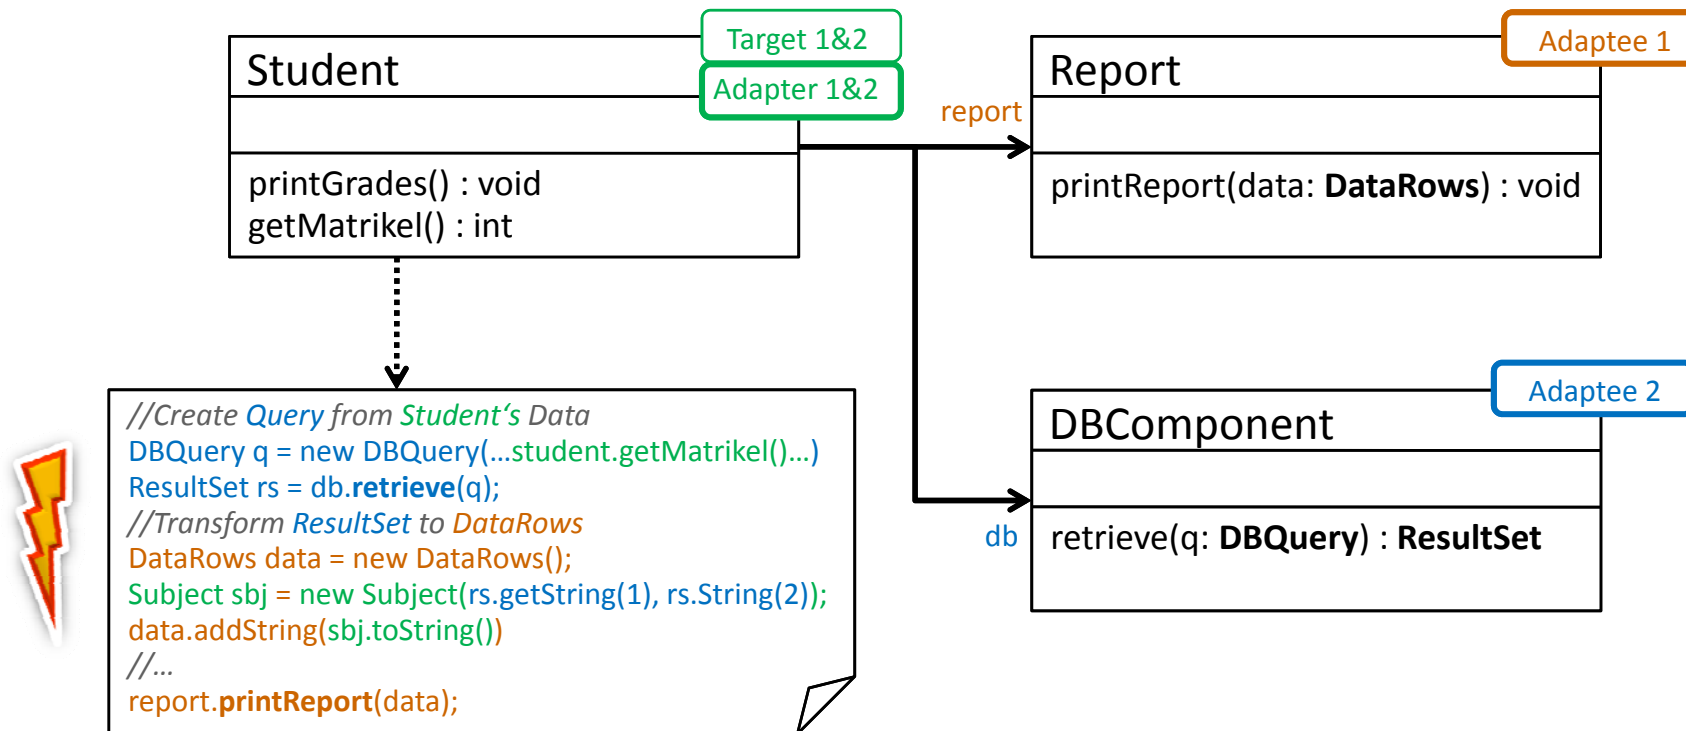 Target 1&2
Student
Adapter 1&2
printGrades() : void
getMatrikel() : int
report
Adaptee 1
Report
printReport(data: DataRows) : void
Adaptee 2
DBComponent
db
retrieve(q: DBQuery) : ResultSet
//Create Query from Student‘s Data
DBQuery q = new DBQuery(...student.getMatrikel()...)
ResultSet rs = db.retrieve(q);
//Transform ResultSet to DataRows
DataRows data = new DataRows();
Subject sbj = new Subject(rs.getString(1), rs.String(2));
data.addString(sbj.toString())
//...
report.printReport(data);